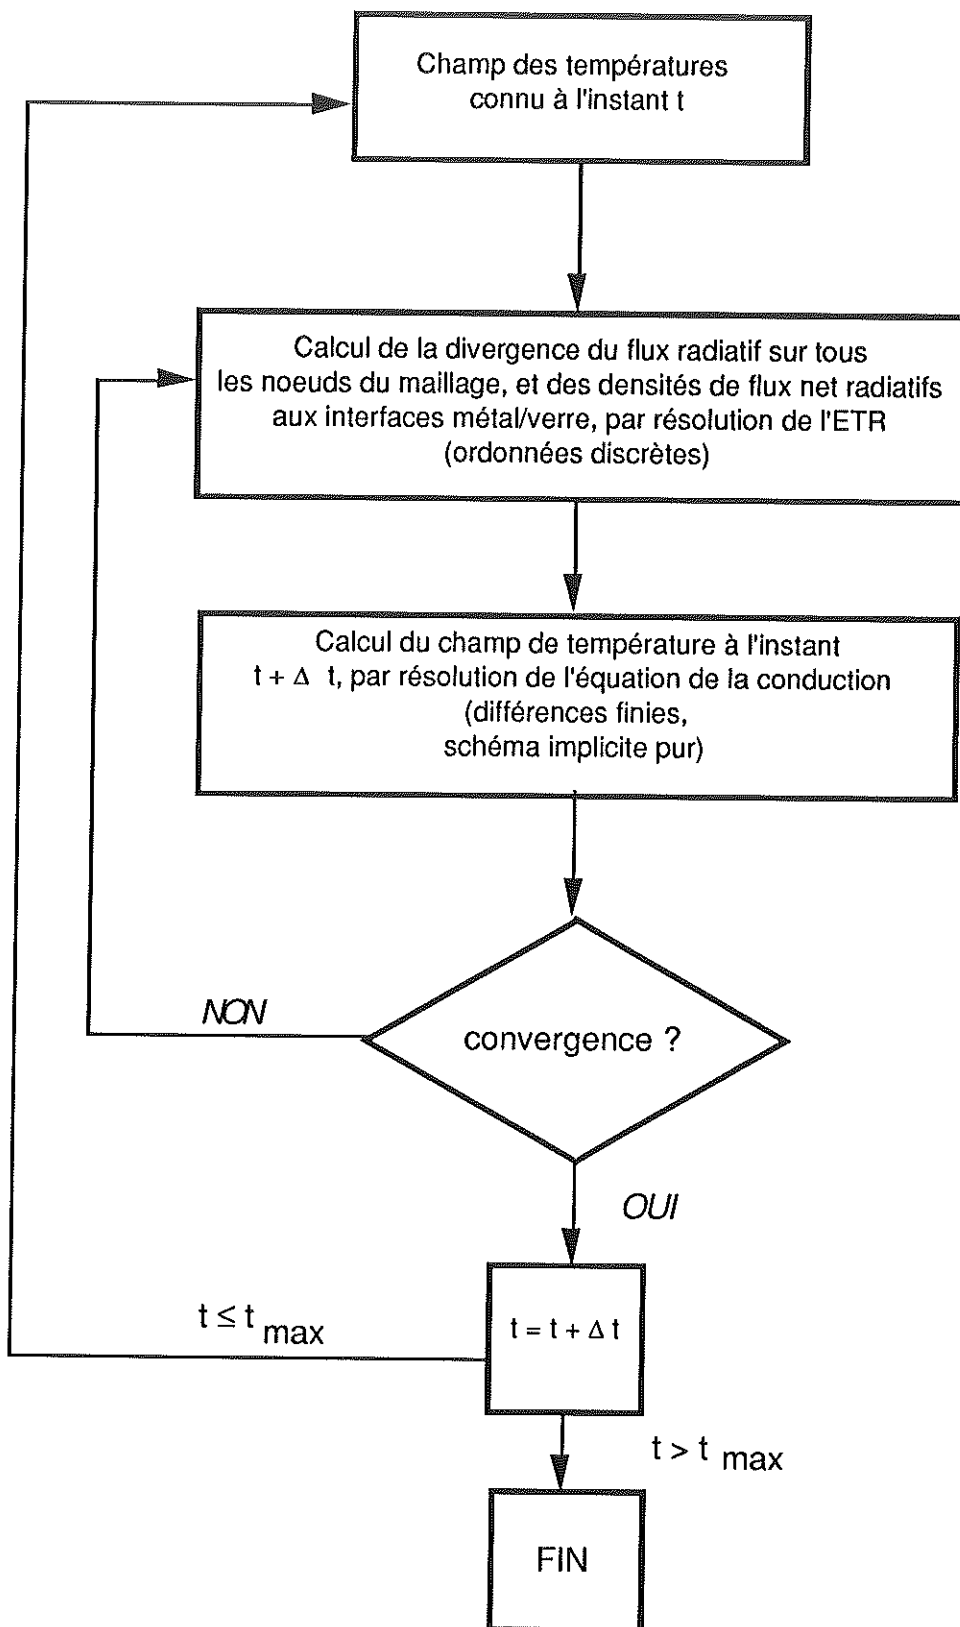 Champ des températures
connu à l'instant t
Calcul de la divergence du flux radiatif sur tous
les noeuds du maillage, et des densités de flux net radiatifs
aux interfaces métal/verre, par résolution de l'ETR
(ordonnées discrètes)
Calcul du champ de température à l'instant
t + Δ t, par résolution de l'équation de la conduction
(différences finies,
schéma implicite pur)
NON
convergence ?
OUI
t ≤ t max
t = t + Δ t
t > t max
FIN